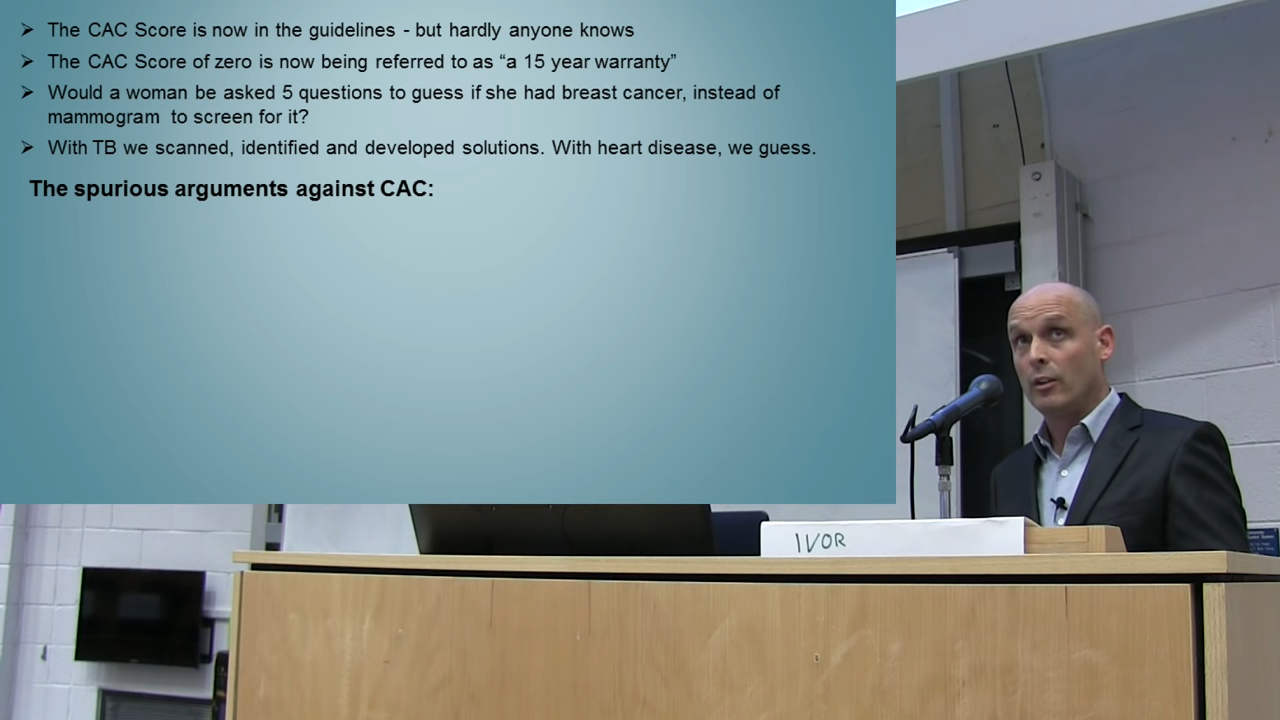 The CAC Score is now in the guidelines - but hardly anyone knows
The CAC Score of zero is now being referred to as “a 15 year warranty”
Would a woman be asked 5 questions to guess if she had breast cancer, instead of
mammogram to screen for it?
With TB we scanned, identified and developed solutions. With heart disease, we guess.
The spurious arguments against CAC:
IVOR